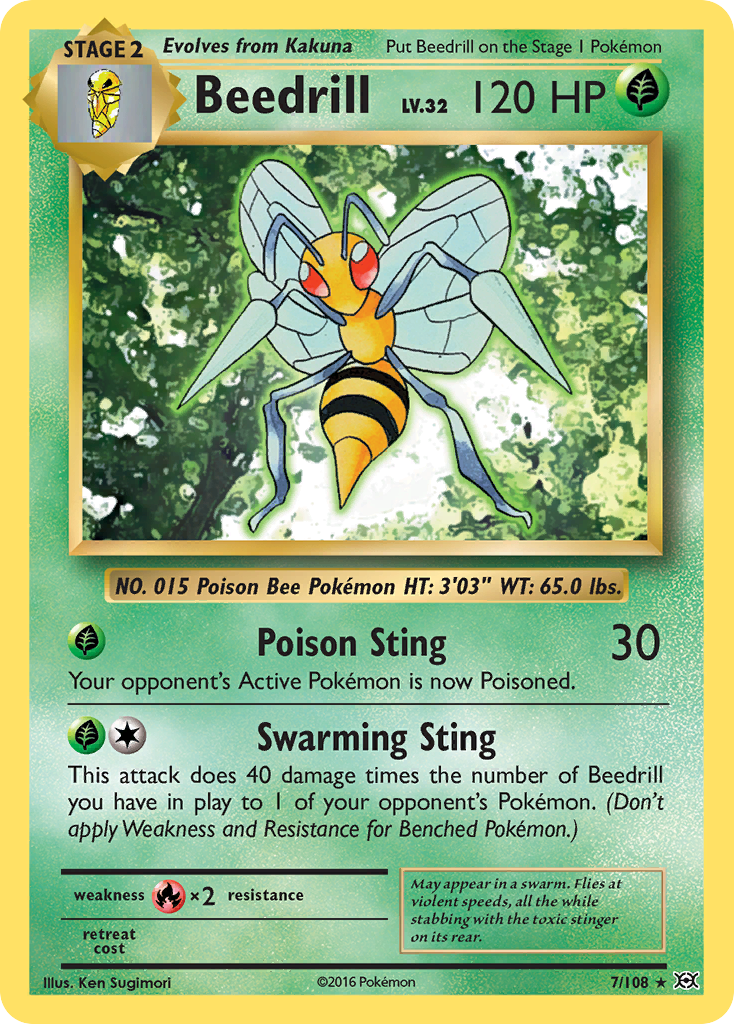 STAGE 2 Evolves from Kakuna Put Beedrill on the Stage 1 Pokémon
Beedrill LV.32 120 HP
NO. 015 Poison Bee Pokémon HT: 3'03" WT: 65.0 lbs.
Poison Sting 30
Your opponent's Active Pokémon is now Poisoned.
Swarming Sting
This attack does 40 damage times the number of Beedrill
you have in play to 1 of your opponent's Pokémon. (Don't
apply Weakness and Resistance for Benched Pokémon.)
weakness ×2 resistance
retreat
cost
May appear in a swarm. Flies at
violent speeds, all the while
stabbing with the toxic stinger
on its rear.
Illus. Ken Sugimori ©2016 Pokémon 7/108 ★